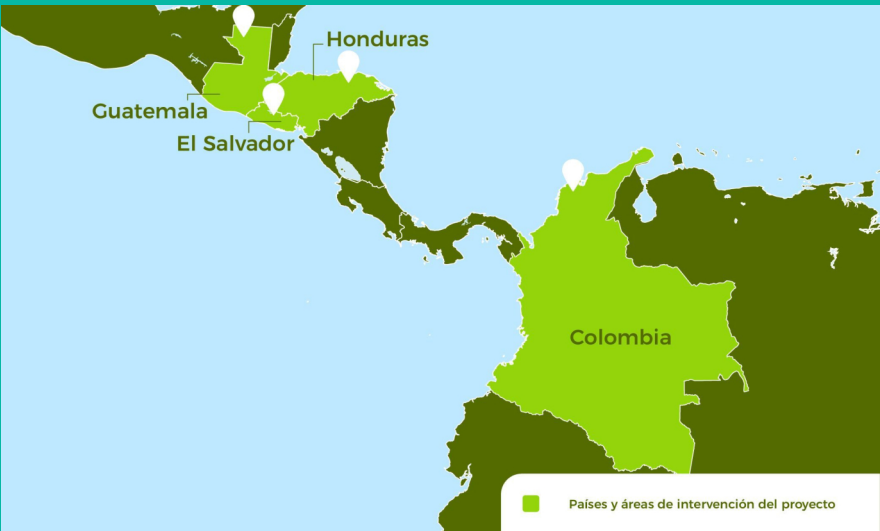 Honduras
Guatemala
El Salvador
Colombia
Países y áreas de intervención del proyecto